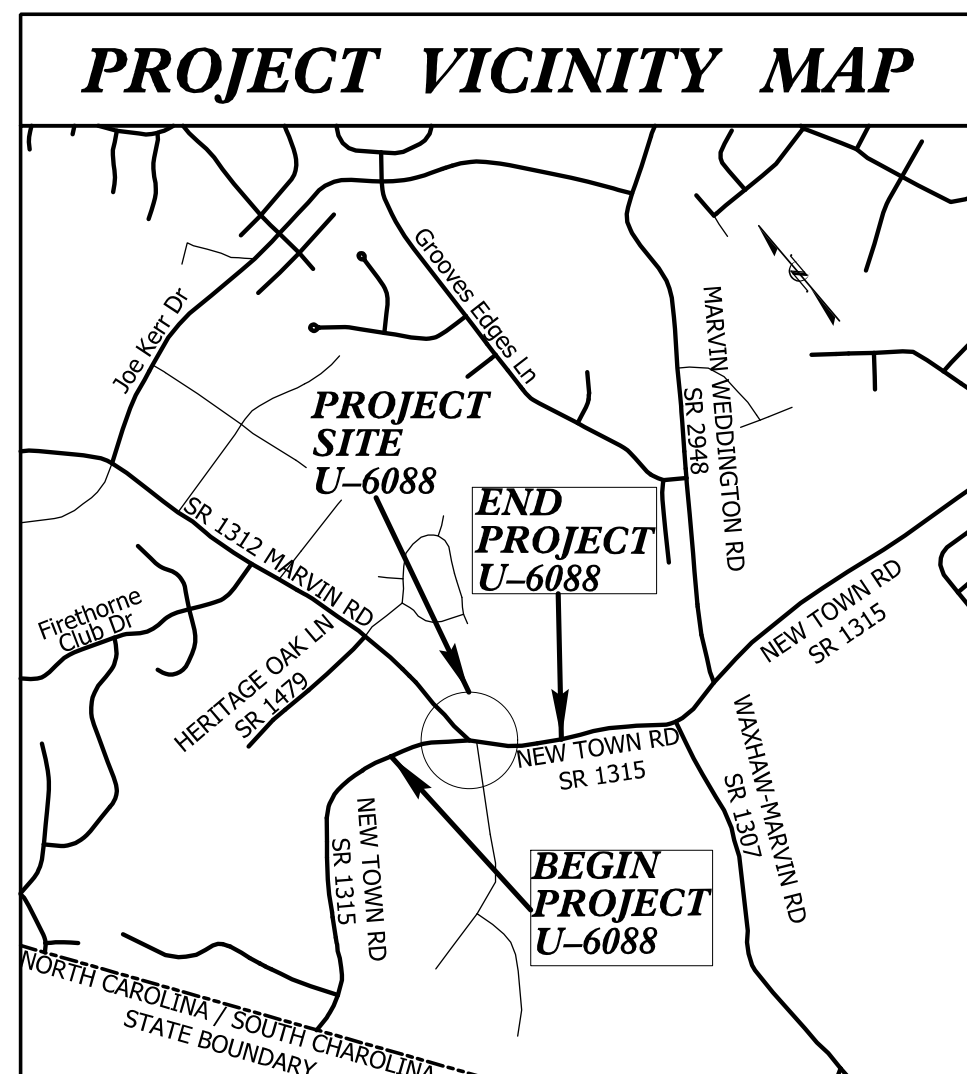 PROJECT VICINITY MAP
Grooves Edges Ln
Joe Kerr Dr
MARVIN WEDDINGTON RD
SR 2948
PROJECT
SITE
U–6088
END
PROJECT
U–6088
SR 1312 MARVIN RD
Firethorne
Club Dr
HERITAGE OAK LN
SR 1479
NEW TOWN RD
SR 1315
NEW TOWN RD
SR 1315
WAXHAW-MARVIN RD
SR 1307
NEW TOWN RD
SR 1315
BEGIN
PROJECT
U–6088
NORTH CAROLINA / SOUTH CHAROLINA
STATE BOUNDARY